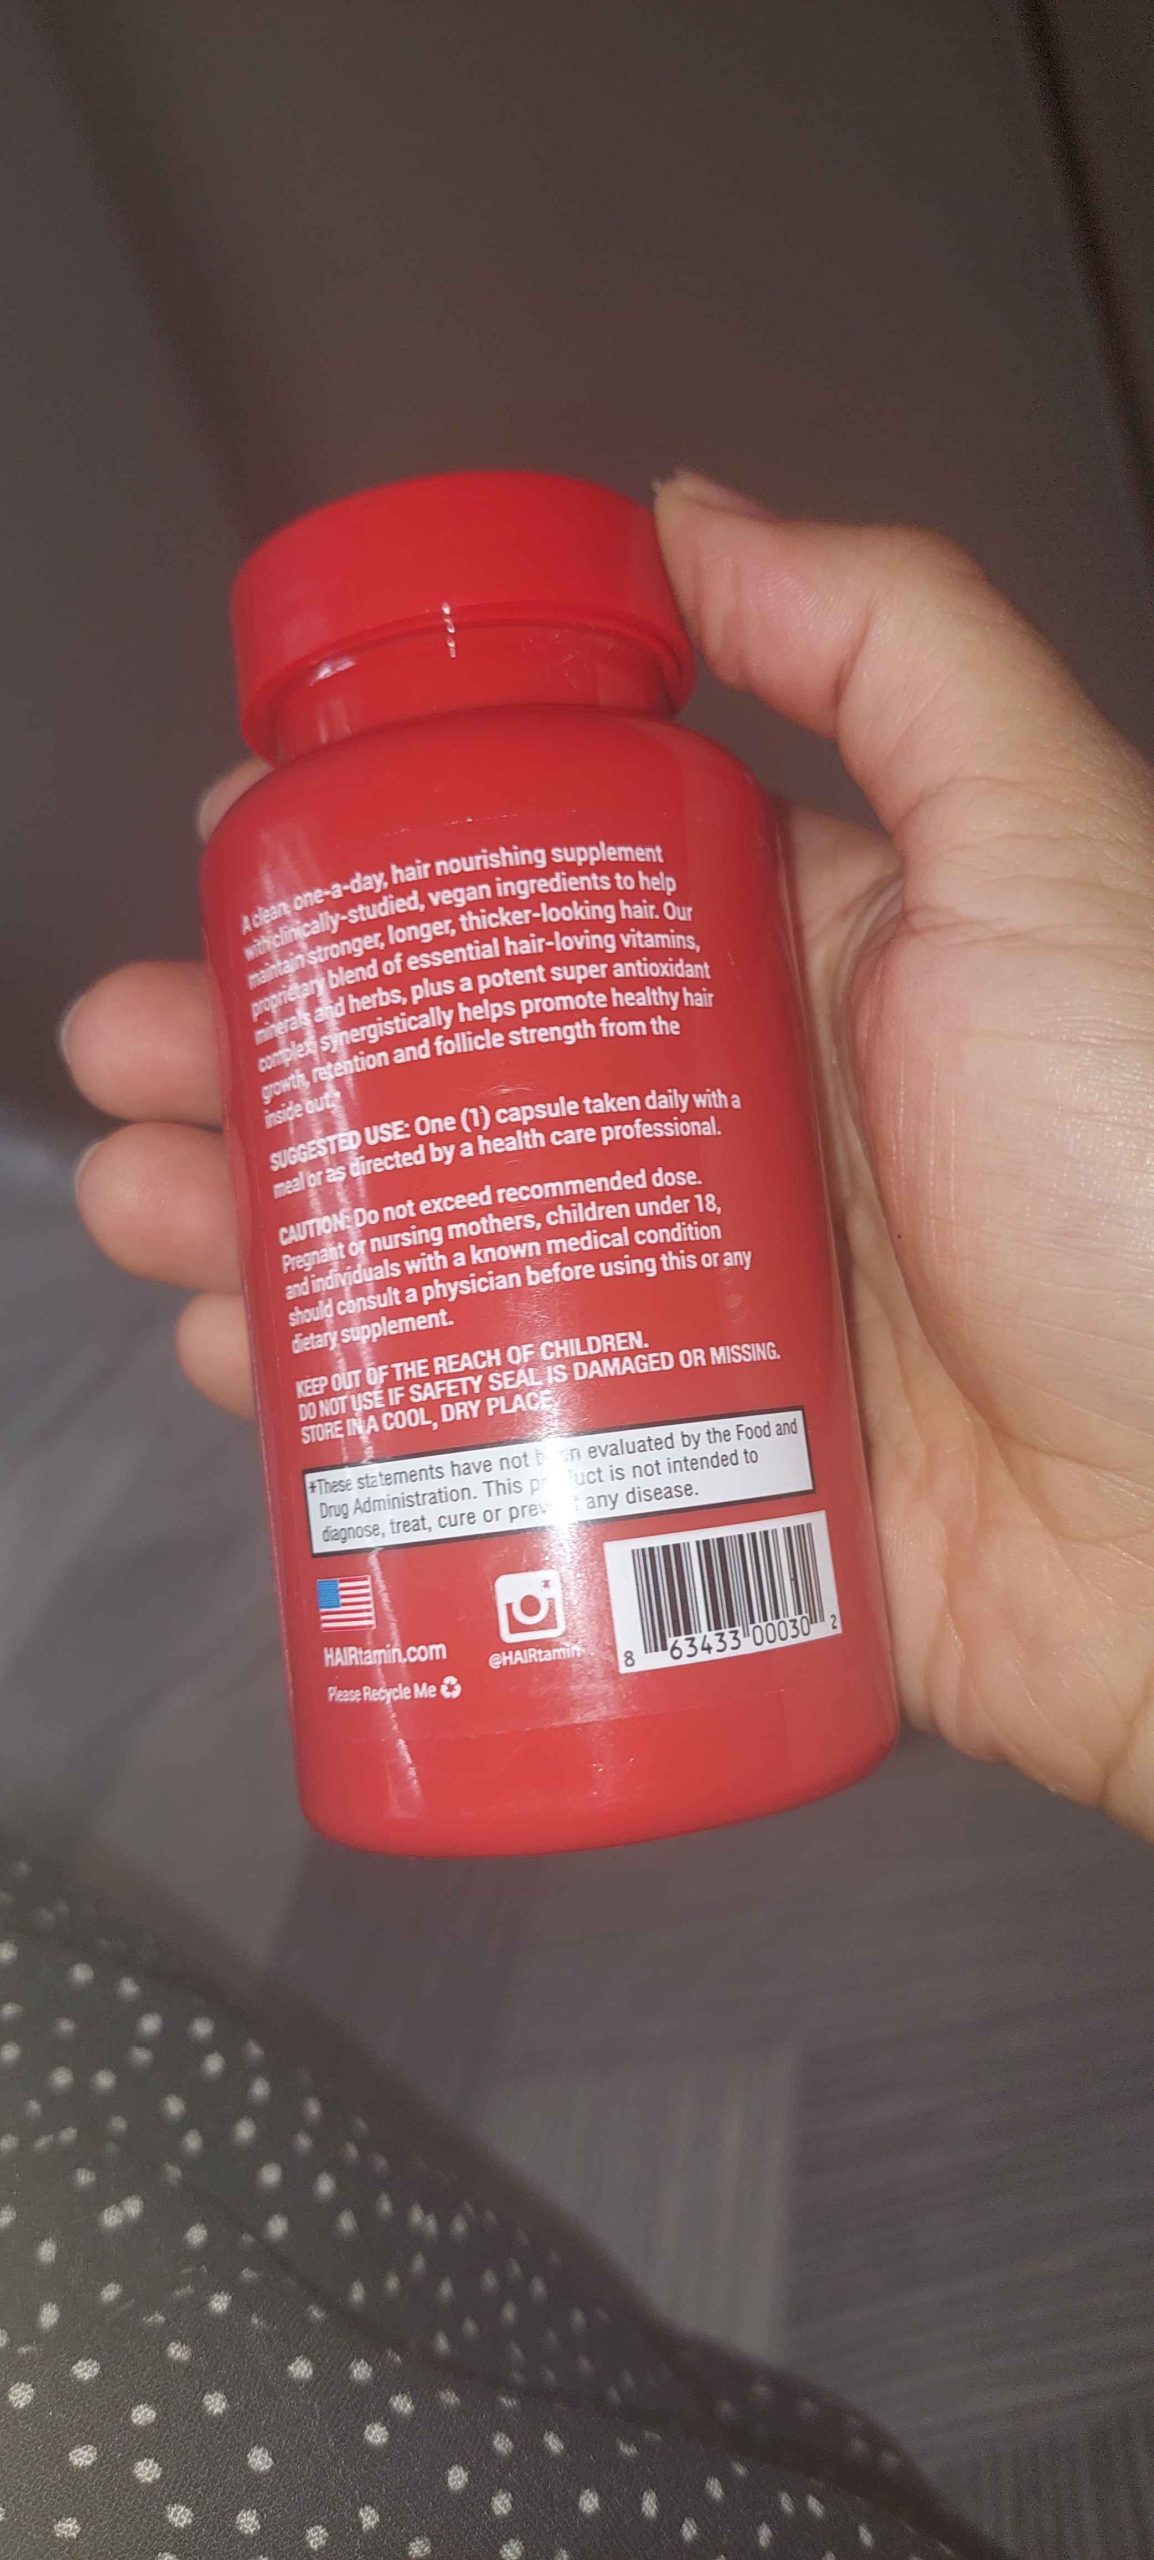 A clean, one-a-day, hair nourishing supplement
with clinically-studied, vegan ingredients to help
maintain stronger, longer, thicker-looking hair. Our
proprietary blend of essential hair-loving vitamins,
minerals and herbs, plus a potent super antioxidant
complex, synergistically helps promote healthy hair
growth, retention and follicle strength from the
inside out.*
SUGGESTED USE: One (1) capsule taken daily with a
meal or as directed by a health care professional.
CAUTION: Do not exceed recommended dose.
Pregnant or nursing mothers, children under 18,
and individuals with a known medical condition
should consult a physician before using this or any
dietary supplement.
KEEP OUT OF THE REACH OF CHILDREN.
DO NOT USE IF SAFETY SEAL IS DAMAGED OR MISSING.
STORE IN A COOL, DRY PLACE.
*These statements have not been evaluated by the Food and
Drug Administration. This product is not intended to
diagnose, treat, cure or prevent any disease.
HAIRtamin.com
@HAIRtamin
Please Recycle Me
8 63433 00030 2